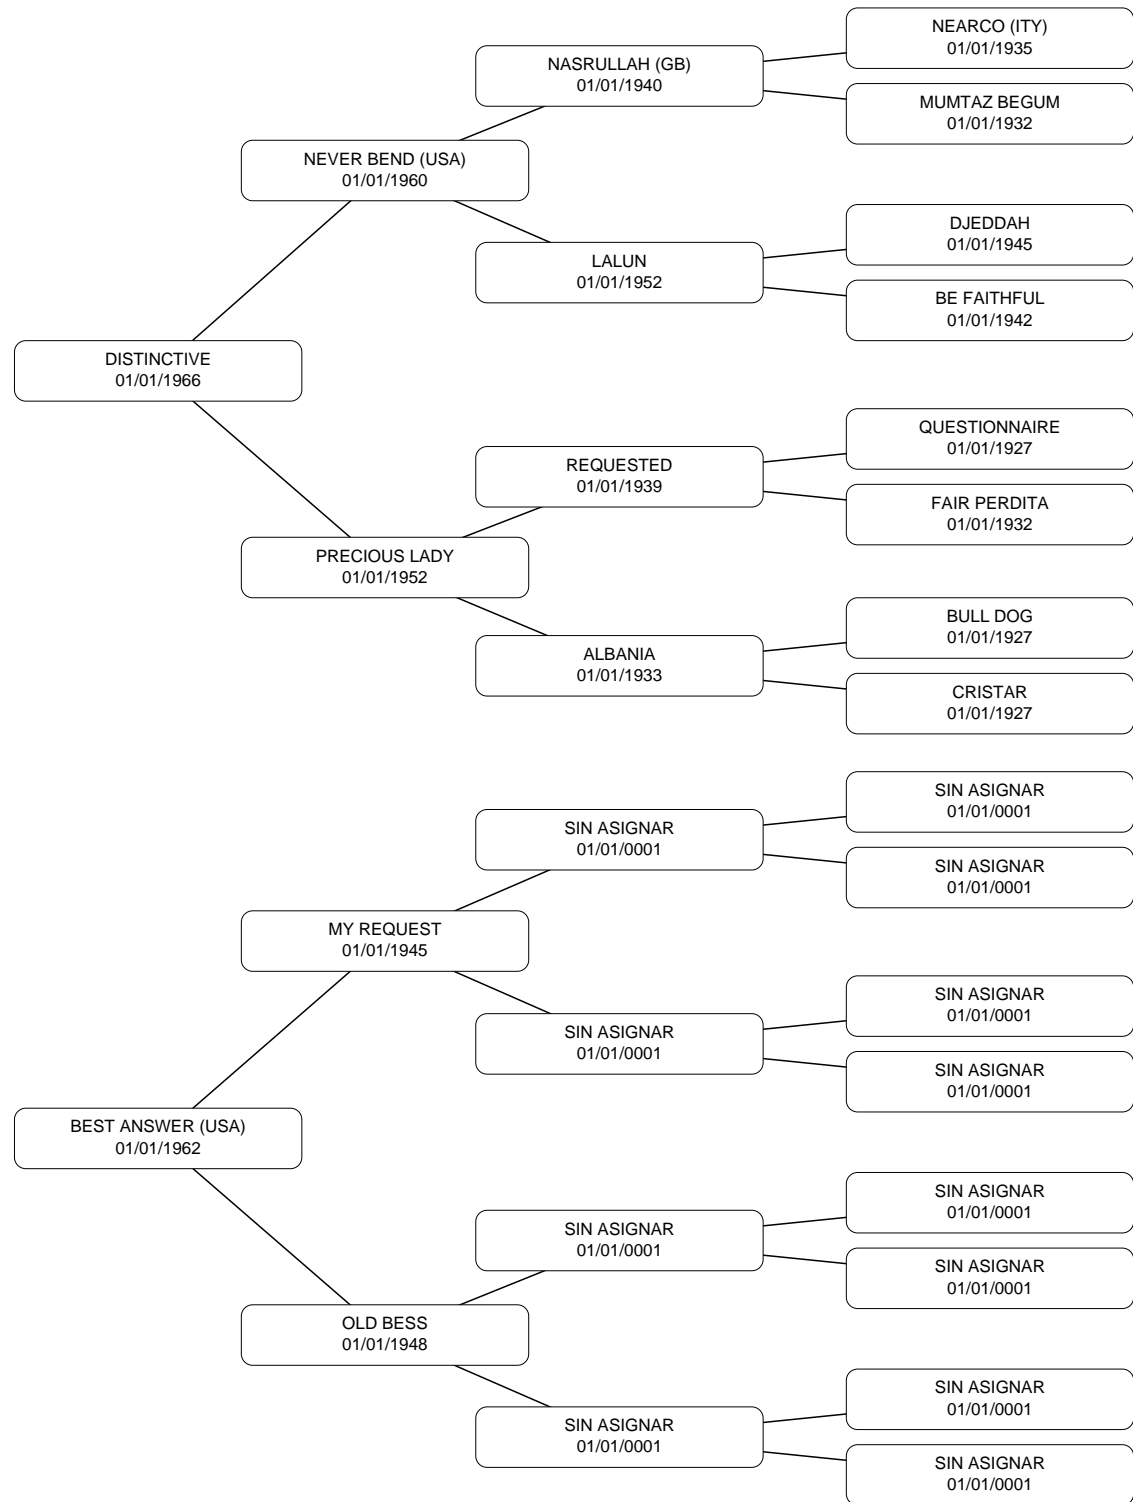 NEARCO (ITY)
01/01/1935
NASRULLAH (GB)
01/01/1940
MUMTAZ BEGUM
01/01/1932
NEVER BEND (USA)
01/01/1960
DJEDDAH
01/01/1945
LALUN
01/01/1952
BE FAITHFUL
01/01/1942
DISTINCTIVE
01/01/1966
QUESTIONNAIRE
01/01/1927
REQUESTED
01/01/1939
FAIR PERDITA
01/01/1932
PRECIOUS LADY
01/01/1952
BULL DOG
01/01/1927
ALBANIA
01/01/1933
CRISTAR
01/01/1927
SIN ASIGNAR
01/01/0001
SIN ASIGNAR
01/01/0001
SIN ASIGNAR
01/01/0001
MY REQUEST
01/01/1945
SIN ASIGNAR
01/01/0001
SIN ASIGNAR
01/01/0001
SIN ASIGNAR
01/01/0001
BEST ANSWER (USA)
01/01/1962
SIN ASIGNAR
01/01/0001
SIN ASIGNAR
01/01/0001
SIN ASIGNAR
01/01/0001
OLD BESS
01/01/1948
SIN ASIGNAR
01/01/0001
SIN ASIGNAR
01/01/0001
SIN ASIGNAR
01/01/0001